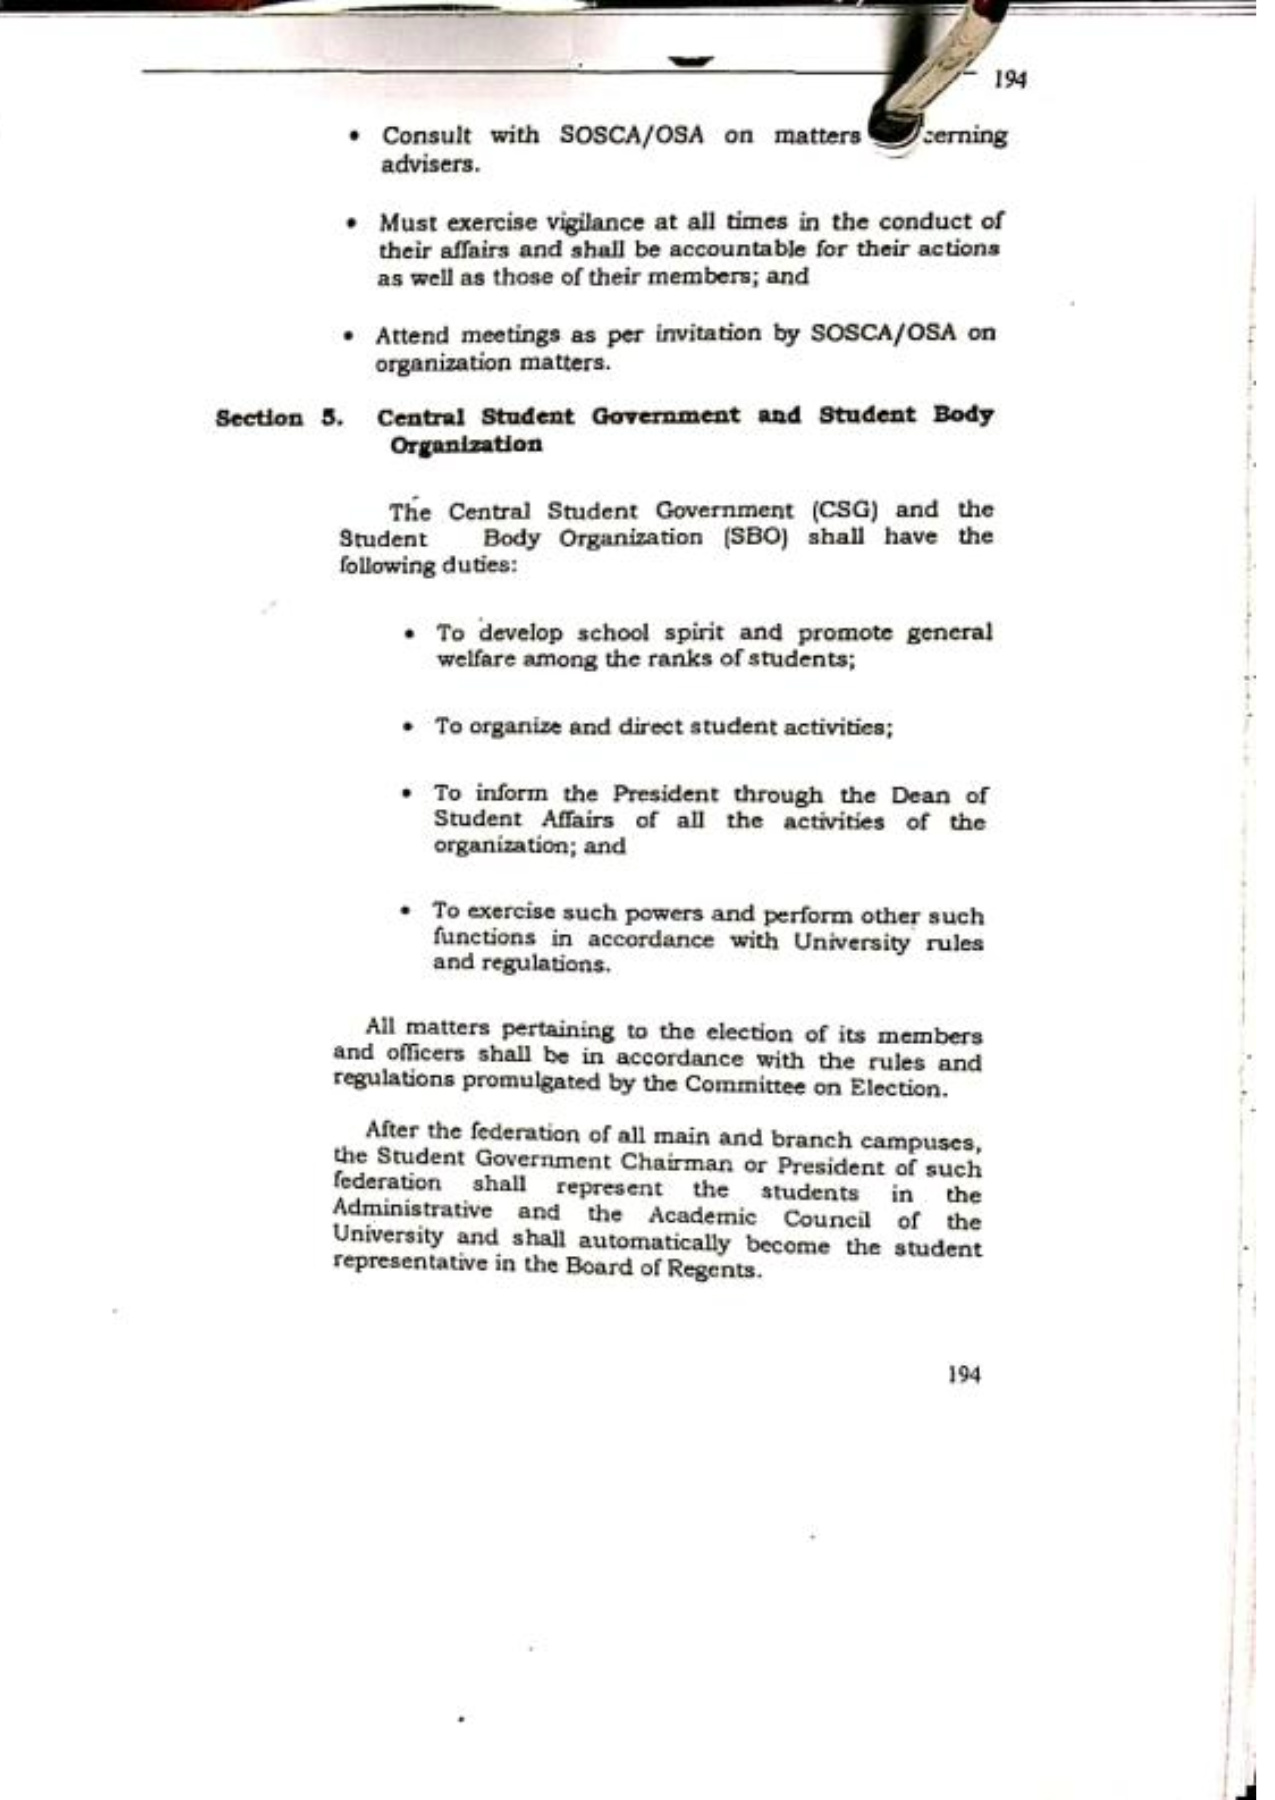 194
• Consult with SOSCA/OSA on matters cerning
advisers.
• Must exercise vigilance at all times in the conduct of
their affairs and shall be accountable for their actions
as well as those of their members; and
• Attend meetings as per invitation by SOSCA/OSA on
organization matters.
Section 5. Central Student Government and Student Body
Organization
The Central Student Government (CSG) and the
Student Body Organization (SBO) shall have the
following duties:
• To develop school spirit and promote general
welfare among the ranks of students;
• To organize and direct student activities;
• To inform the President through the Dean of
Student Affairs of all the activities of the
organization; and
• To exercise such powers and perform other such
functions in accordance with University rules
and regulations.
All matters pertaining to the election of its members
and officers shall be in accordance with the rules and
regulations promulgated by the Committee on Election.
After the federation of all main and branch campuses,
the Student Government Chairman or President of such
federation shall represent the students in the
Administrative and the Academic Council of the
University and shall automatically become the student
representative in the Board of Regents.
194